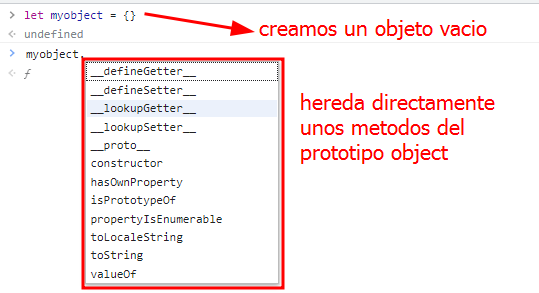 > let myobject = {}
creamos un objeto vacio
< undefined
> myobject.
< f
__defineGetter__
__defineSetter__
__lookupGetter__
__lookupSetter__
__proto__
constructor
hasOwnProperty
isPrototypeOf
propertyIsEnumerable
toLocaleString
toString
valueOf
hereda directamente
unos metodos del
prototipo object